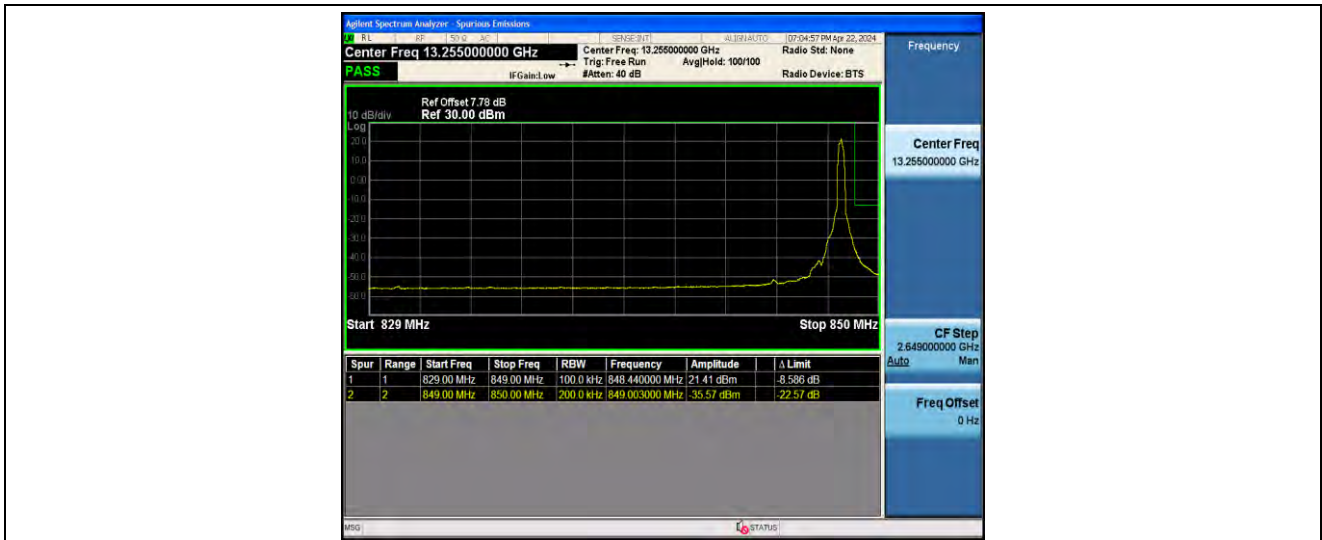 Agilent Spectrum Analyzer - Spurious Emissions
RL RF 50 Ω AC SENSE:INT ALIGN AUTO 07:04:57 PM Apr 22, 2024
Center Freq 13.255000000 GHz Center Freq: 13.255000000 GHz Radio Std: None
Trig: Free Run Avg|Hold: 100/100
PASS IFGain:Low #Atten: 40 dB Radio Device: BTS
Ref Offset 7.78 dB
10 dB/div Ref 30.00 dBm
Log
20.0
10.0
0.00
-10.0
-20.0
-30.0
-40.0
-50.0
-60.0
Start 829 MHz Stop 850 MHz
Spur Range Start Freq Stop Freq RBW Frequency Amplitude Δ Limit
1 1 829.00 MHz 849.00 MHz 100.0 kHz 848.440000 MHz 21.41 dBm -8.586 dB
2 2 849.00 MHz 850.00 MHz 200.0 kHz 849.003000 MHz -35.57 dBm -22.57 dB
MSG STATUS
Frequency
Center Freq
13.255000000 GHz
CF Step
2.649000000 GHz
Auto Man
Freq Offset
0 Hz